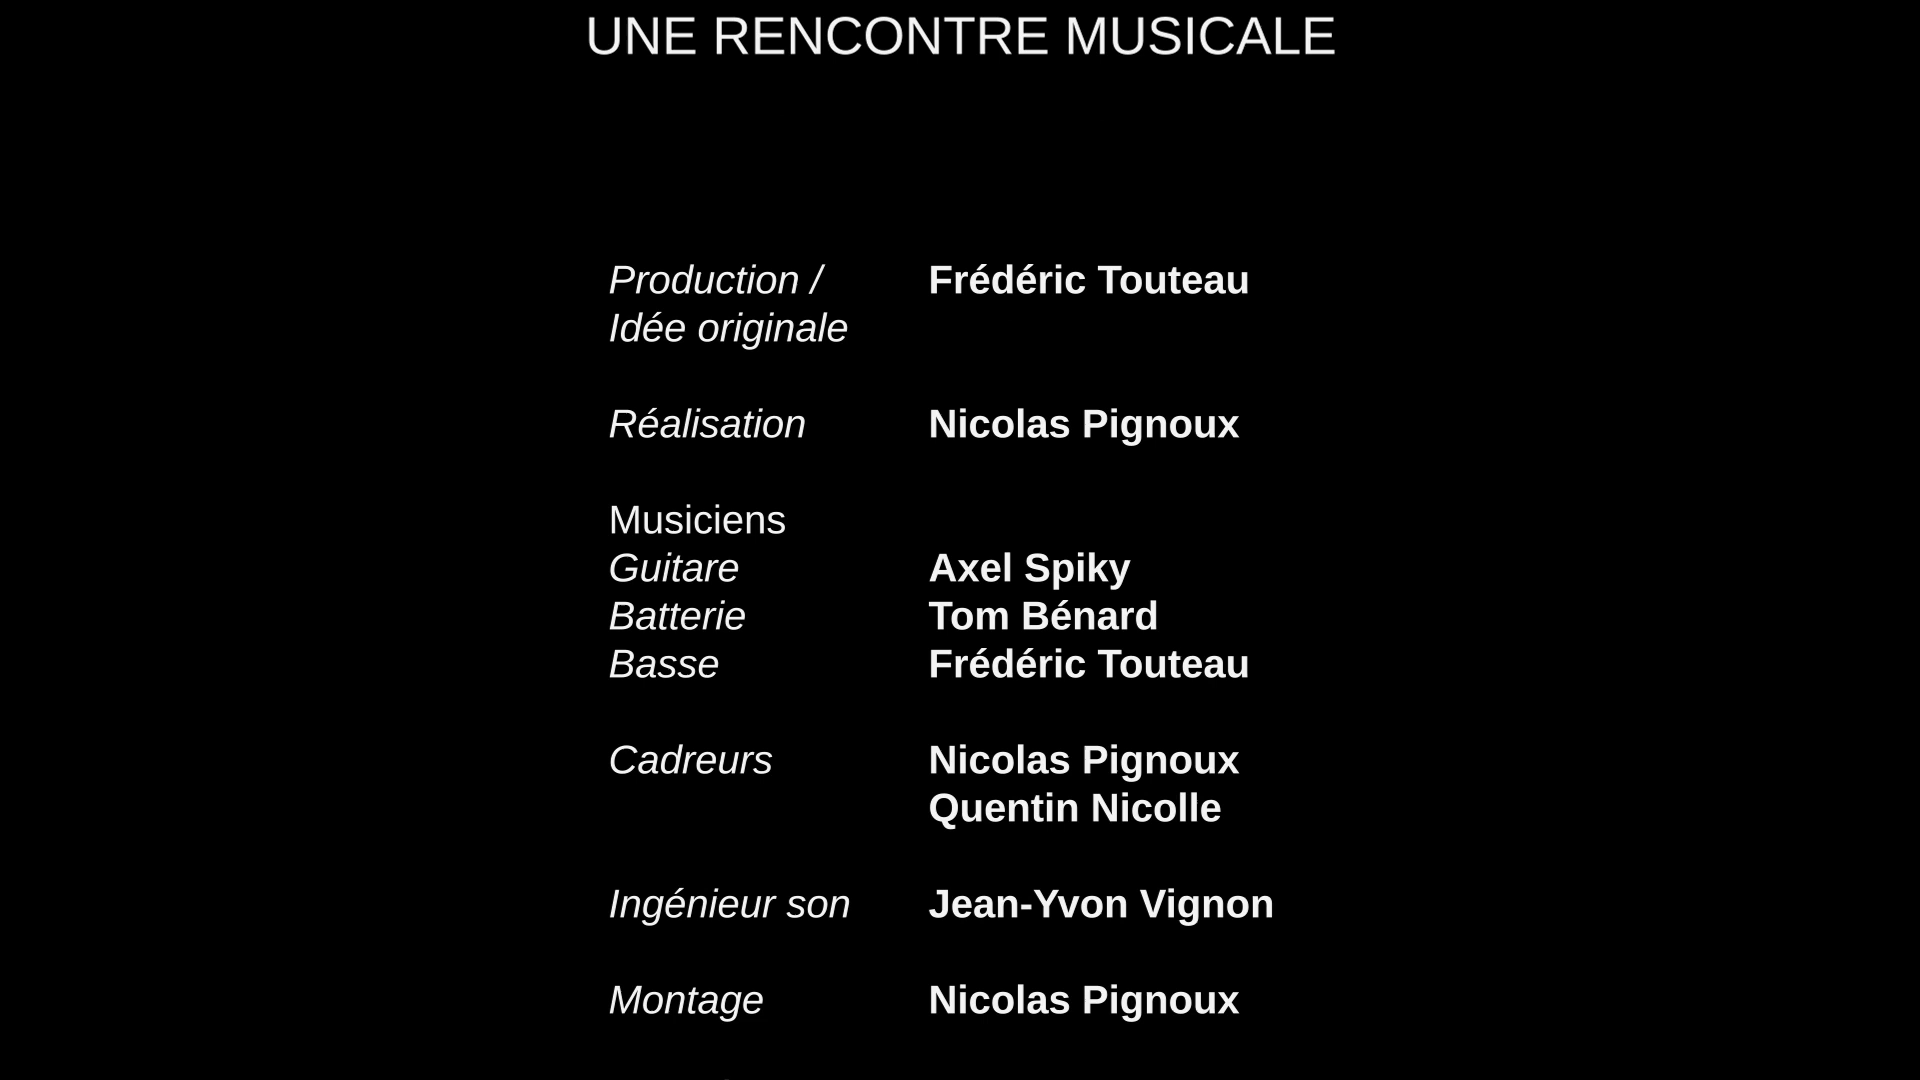 UNE RENCONTRE MUSICALE
Production / Frédéric Touteau
Idée originale
Réalisation Nicolas Pignoux
Musiciens
Guitare Axel Spiky
Batterie Tom Bénard
Basse Frédéric Touteau
Cadreurs Nicolas Pignoux
Quentin Nicolle
Ingénieur son Jean-Yvon Vignon
Montage Nicolas Pignoux